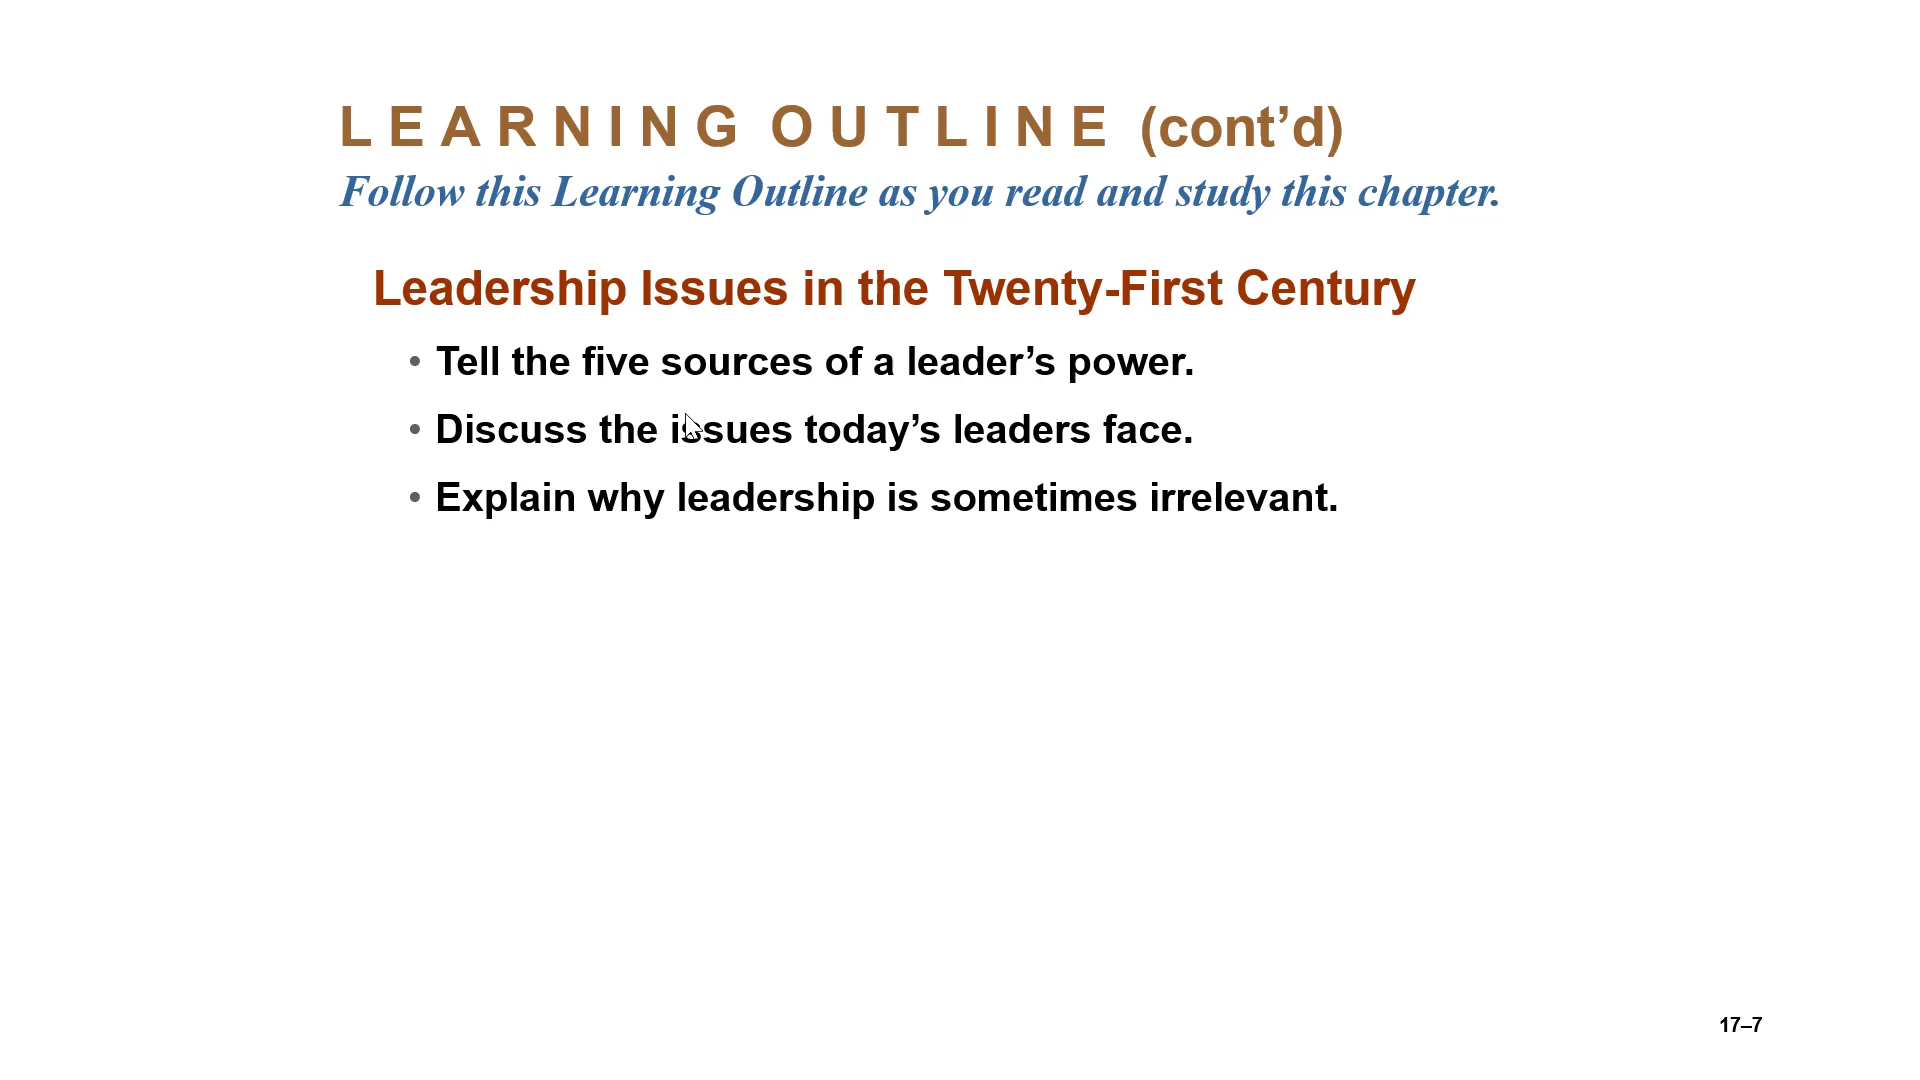 L E A R N I N G O U T L I N E (cont’d)
Follow this Learning Outline as you read and study this chapter.
Leadership Issues in the Twenty-First Century
• Tell the five sources of a leader’s power.
• Discuss the issues today’s leaders face.
• Explain why leadership is sometimes irrelevant.
17–7